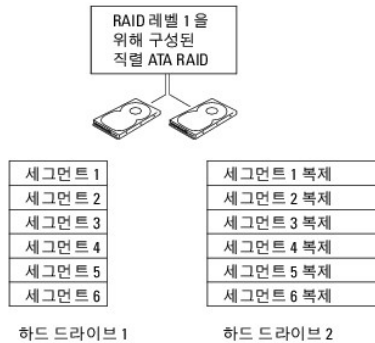 RAID 레벨 1 을
위해 구성된
직렬 ATA RAID
세그먼트 1
세그먼트 2
세그먼트 3
세그먼트 4
세그먼트 5
세그먼트 6
하드 드라이브 1
세그먼트 1 복제
세그먼트 2 복제
세그먼트 3 복제
세그먼트 4 복제
세그먼트 5 복제
세그먼트 6 복제
하드 드라이브 2